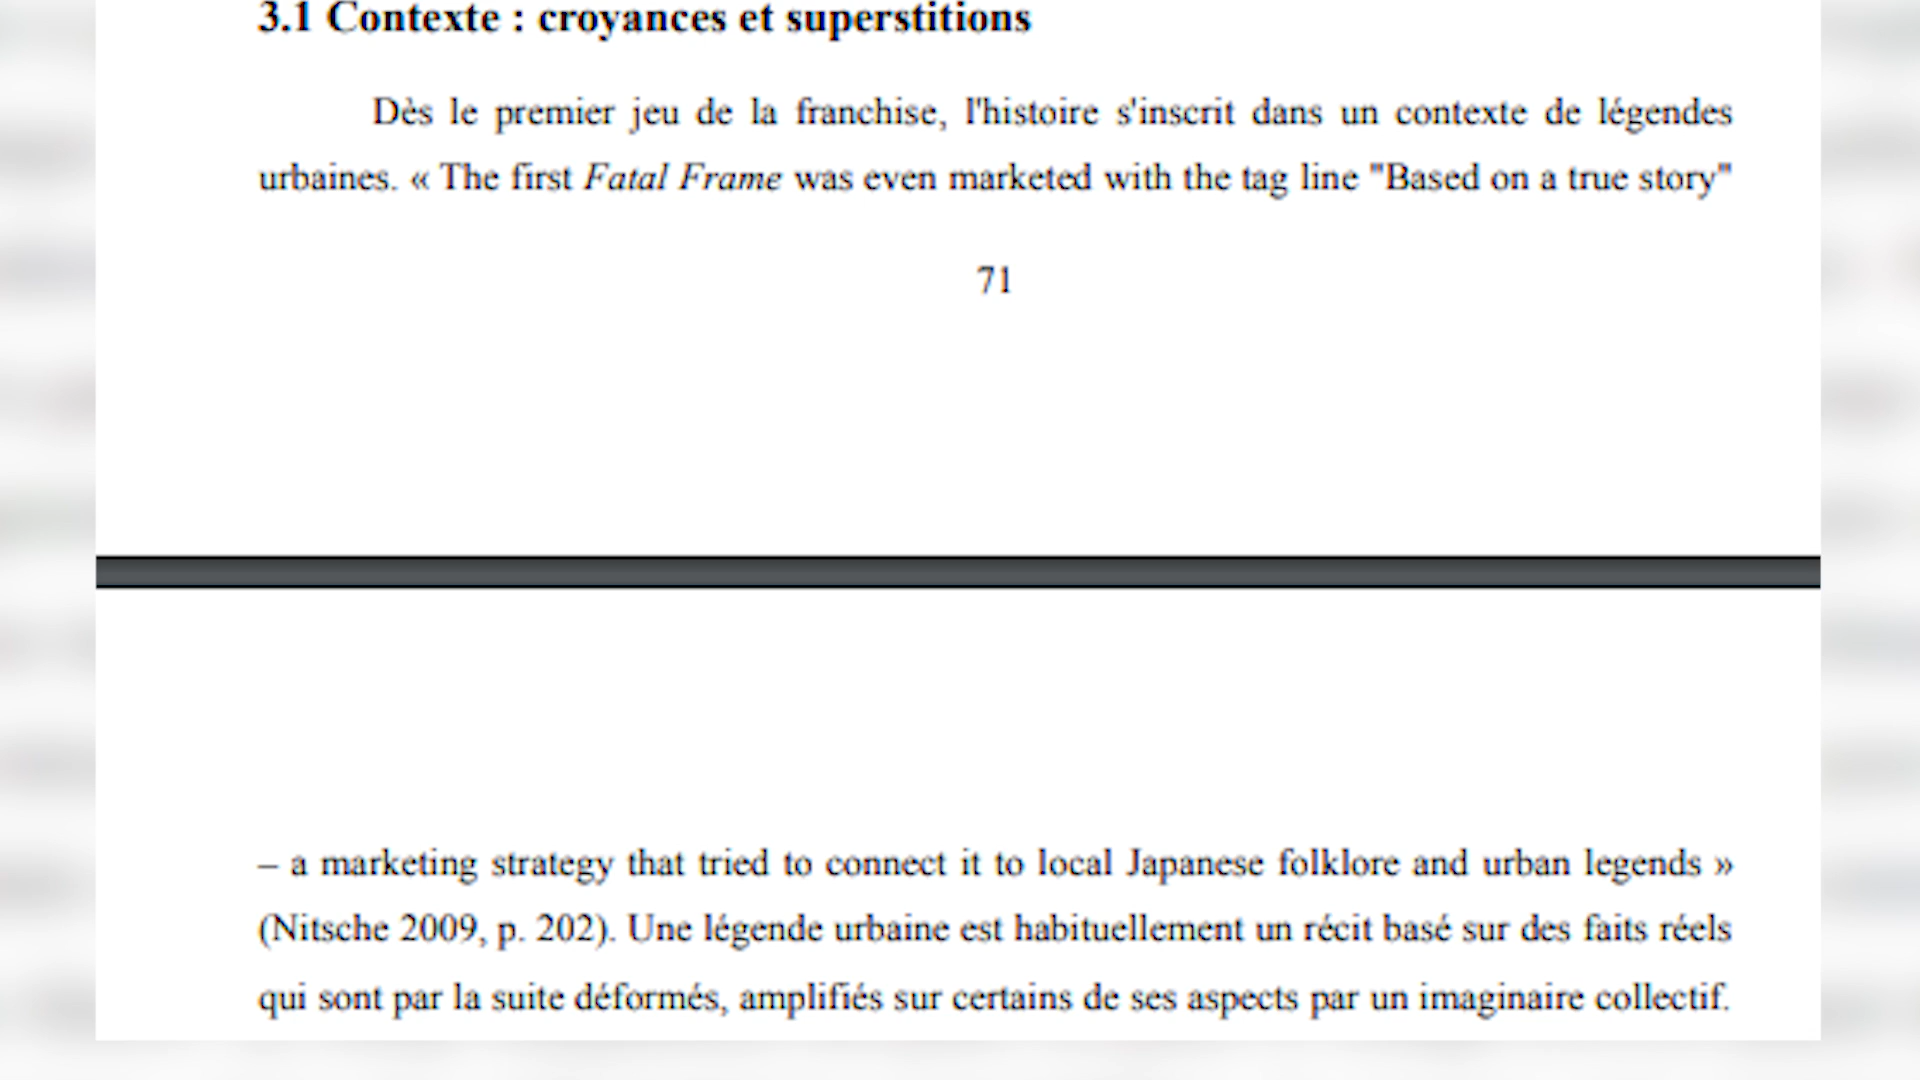 3.1 Contexte : croyances et superstitions
Dès le premier jeu de la franchise, l'histoire s'inscrit dans un contexte de légendes
urbaines. « The first Fatal Frame was even marketed with the tag line "Based on a true story"
71
– a marketing strategy that tried to connect it to local Japanese folklore and urban legends »
(Nitsche 2009, p. 202). Une légende urbaine est habituellement un récit basé sur des faits réels
qui sont par la suite déformés, amplifiés sur certains de ses aspects par un imaginaire collectif.